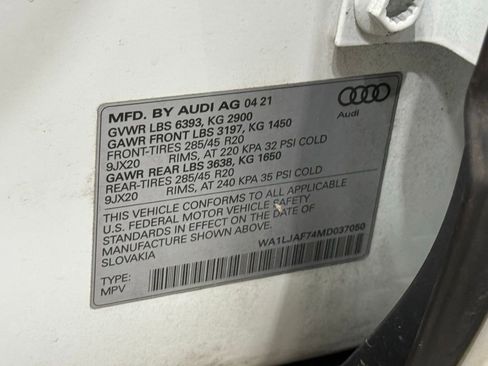 MFD. BY AUDI AG 04 21
GVWR LBS 6393, KG 2900
GAWR FRONT LBS 3197, KG 1450
FRONT-TIRES 285/45 R20
9JX20 RIMS, AT 220 KPA 32 PSI COLD
GAWR REAR LBS 3638, KG 1650
REAR-TIRES 285/45 R20
9JX20 RIMS, AT 240 KPA 35 PSI COLD
THIS VEHICLE CONFORMS TO ALL APPLICABLE
U.S. FEDERAL MOTOR VEHICLE SAFETY
STANDARDS IN EFFECT ON THE DATE OF
MANUFACTURE SHOWN ABOVE.
SLOVAKIA
WA1LJAF74MD037050
TYPE:
MPV
Audi